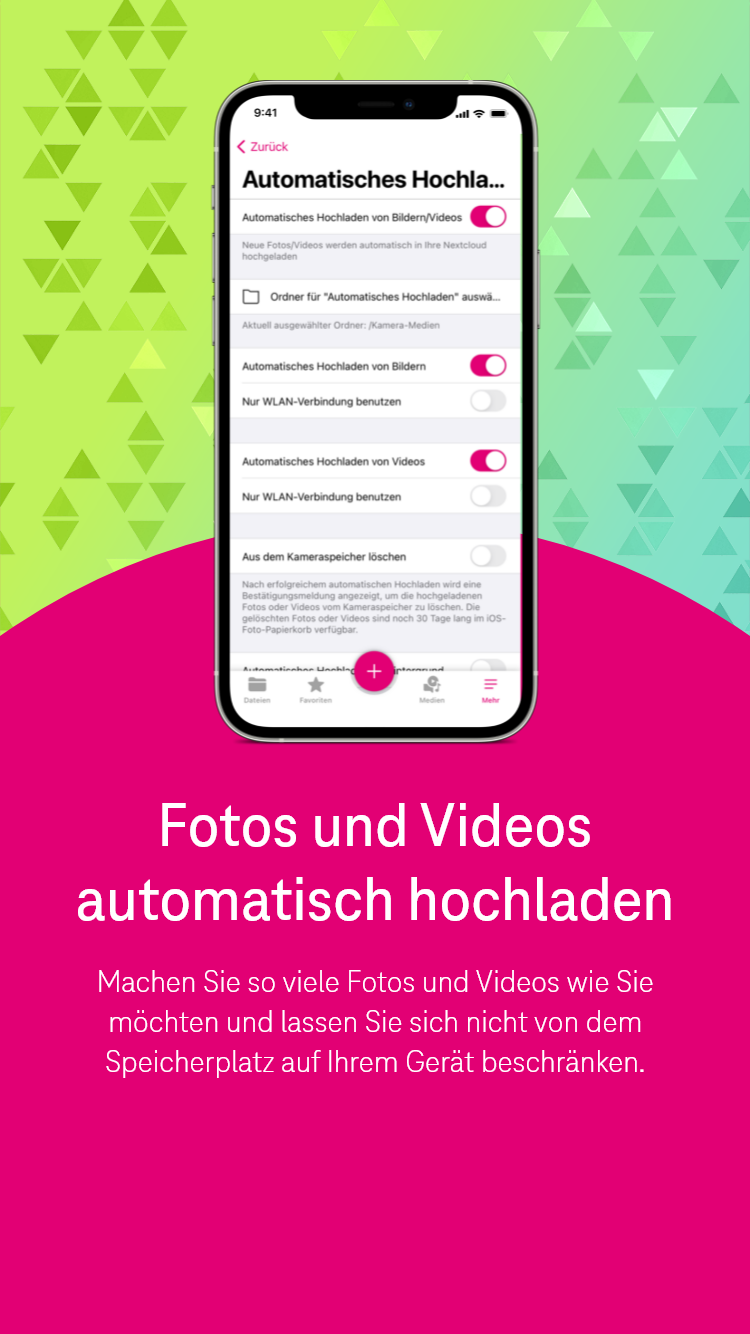 9:41
Zurück
Automatisches Hochla...
Automatisches Hochladen von Bildern/Videos
Neue Fotos/Videos werden automatisch in Ihre Nextcloud
hochgeladen
Ordner für "Automatisches Hochladen" auswä...
Aktuell ausgewählter Ordner: /Kamera-Medien
Automatisches Hochladen von Bildern
Nur WLAN-Verbindung benutzen
Automatisches Hochladen von Videos
Nur WLAN-Verbindung benutzen
Aus dem Kameraspeicher löschen
Nach erfolgreichem automatischen Hochladen wird eine
Bestätigungsmeldung angezeigt, um die hochgeladenen
Fotos oder Videos vom Kameraspeicher zu löschen. Die
gelöschten Fotos oder Videos sind noch 30 Tage lang im iOS-
Foto-Papierkorb verfügbar.
Automatisches
Dateien
Favoriten
Medien
Mehr
Fotos und Videos
automatisch hochladen
Machen Sie so viele Fotos und Videos wie Sie
möchten und lassen Sie sich nicht von dem
Speicherplatz auf Ihrem Gerät beschränken.